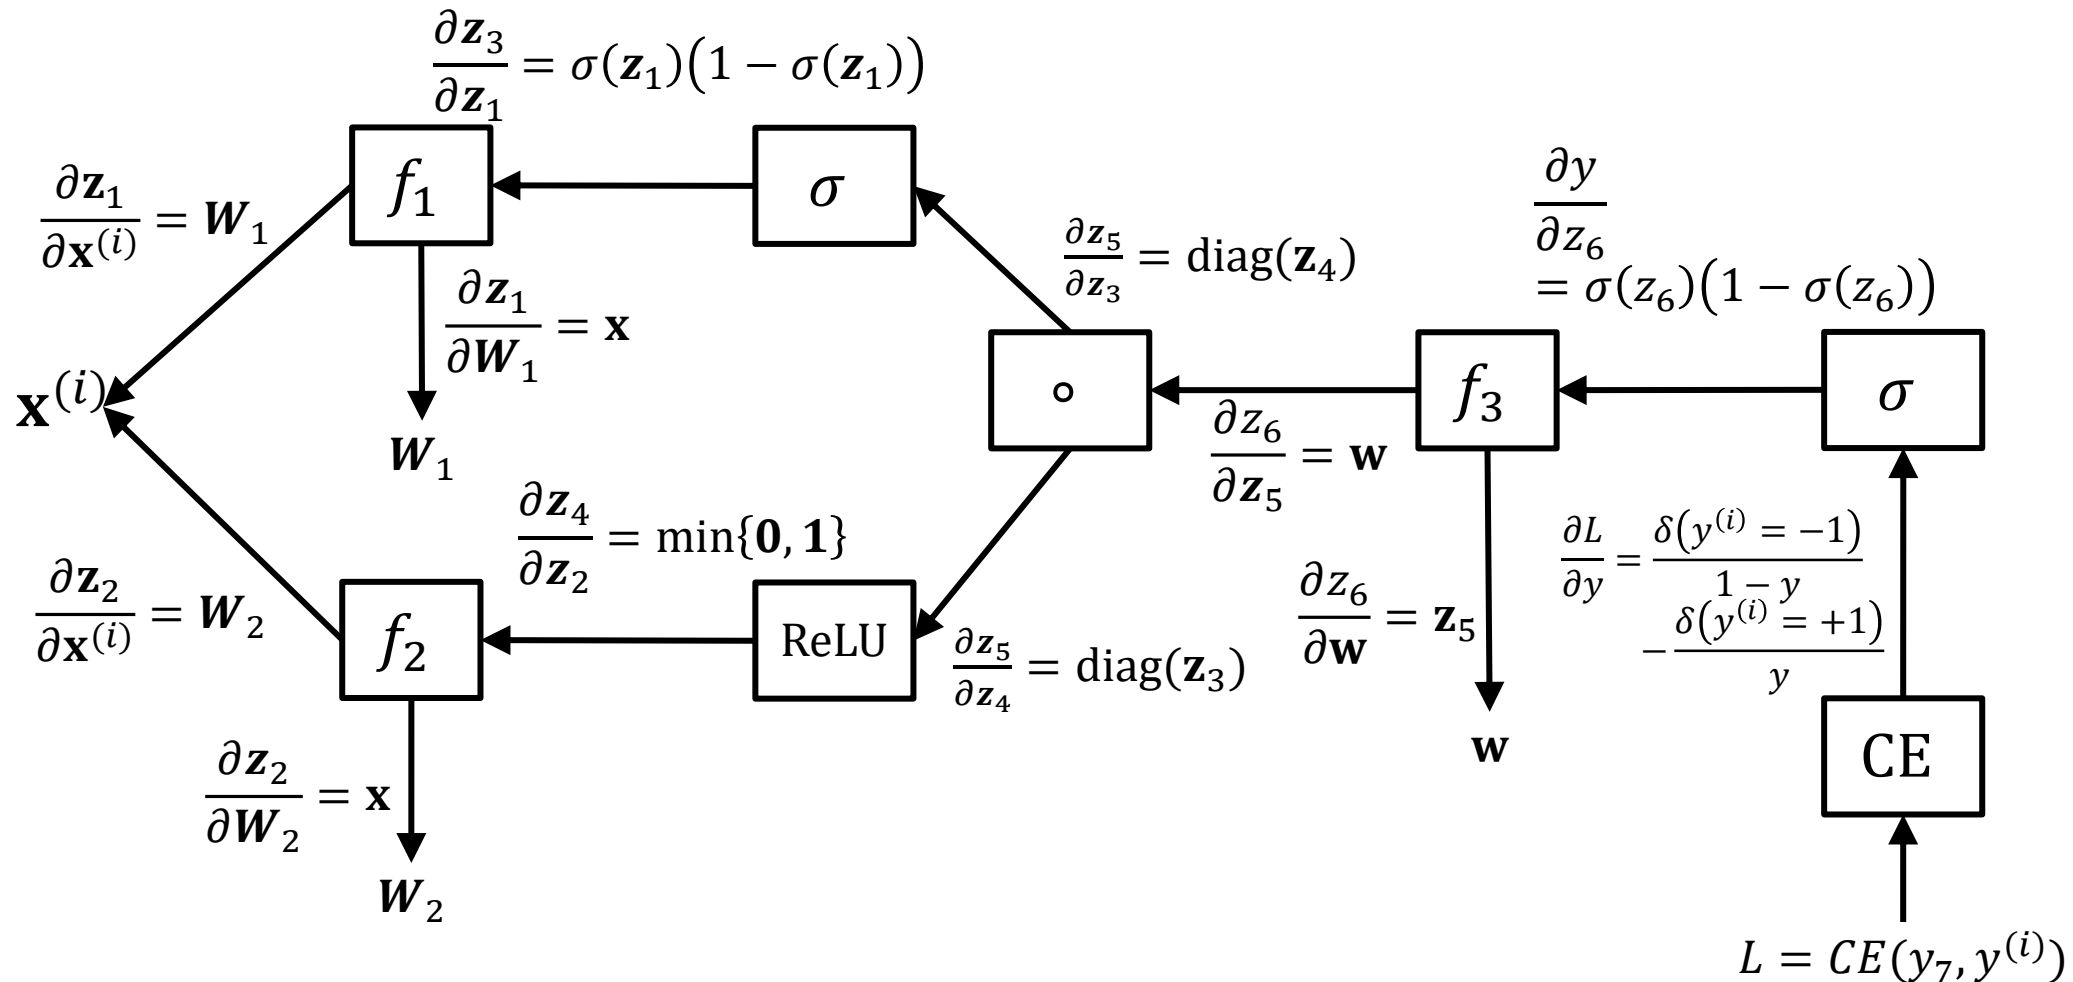 ∂z₃/∂z₁ = σ(z₁)(1 − σ(z₁))
f₁
σ
∂z₁/∂x⁽ⁱ⁾ = W₁
∂y/∂z₆
= σ(z₆)(1 − σ(z₆))
∂z₅/∂z₃ = diag(z₄)
∂z₁/∂W₁ = x
x⁽ⁱ⁾
∘
f₃
σ
W₁
∂z₆/∂z₅ = w
∂z₄/∂z₂ = min{0, 1}
∂L/∂y = δ(y⁽ⁱ⁾ = −1)/(1 − y)
− δ(y⁽ⁱ⁾ = +1)/y
∂z₂/∂x⁽ⁱ⁾ = W₂
f₂
ReLU
∂z₅/∂z₄ = diag(z₃)
∂z₆/∂w = z₅
w
CE
∂z₂/∂W₂ = x
W₂
L = CE(y₇, y⁽ⁱ⁾)